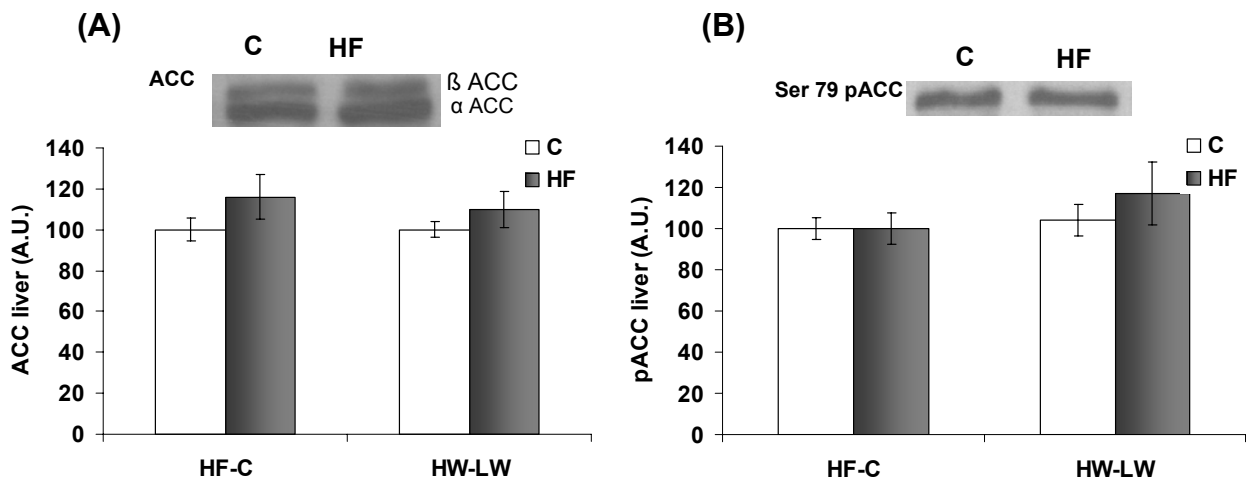 (A)
C HF
ACC
ß ACC
α ACC
ACC liver (A.U.)
140
120
100
80
60
40
20
0
C
HF
HF-C HW-LW
(B)
C HF
Ser 79 pACC
pACC liver (A.U.)
140
120
100
80
60
40
20
0
C
HF
HF-C HW-LW